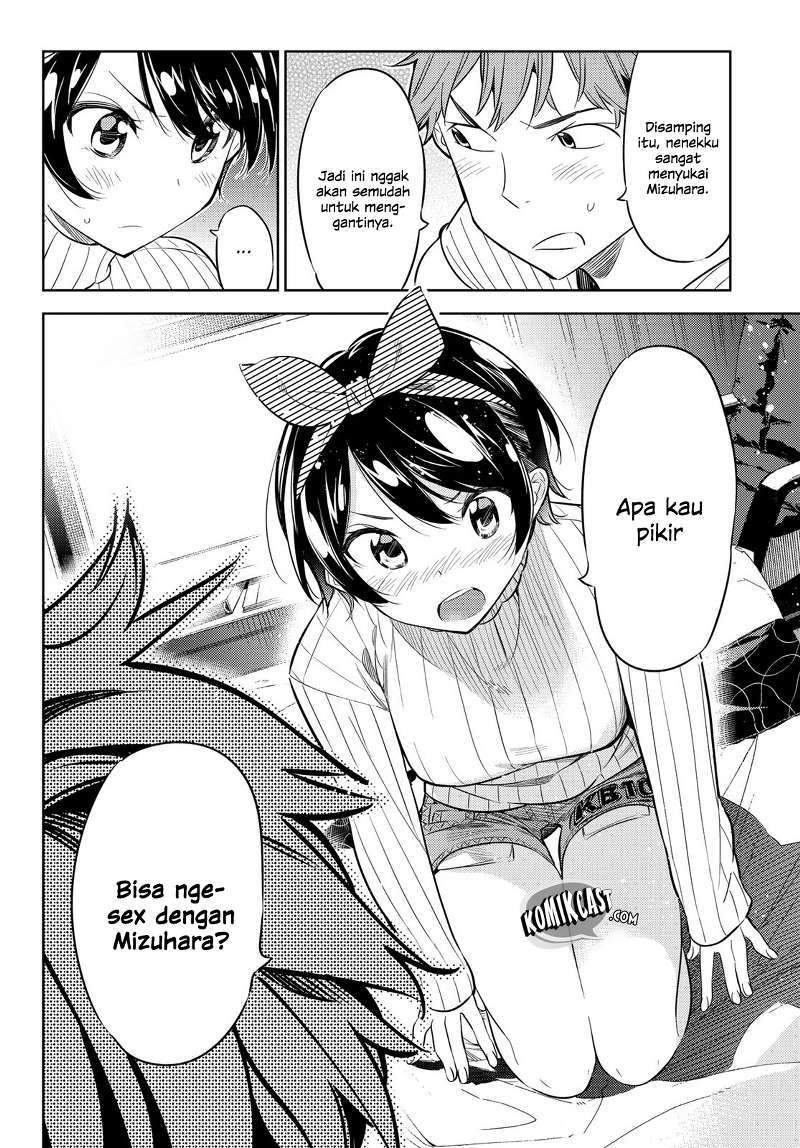 Disamping
itu, nenekku
sangat
menyukai
Mizuhara.
Jadi ini nggak
akan semudah
untuk meng-
gantinya.
...
Apa kau
pikir
Bisa nge-
sex dengan
Mizuhara?
KB10
KOMIKCAST
.COM